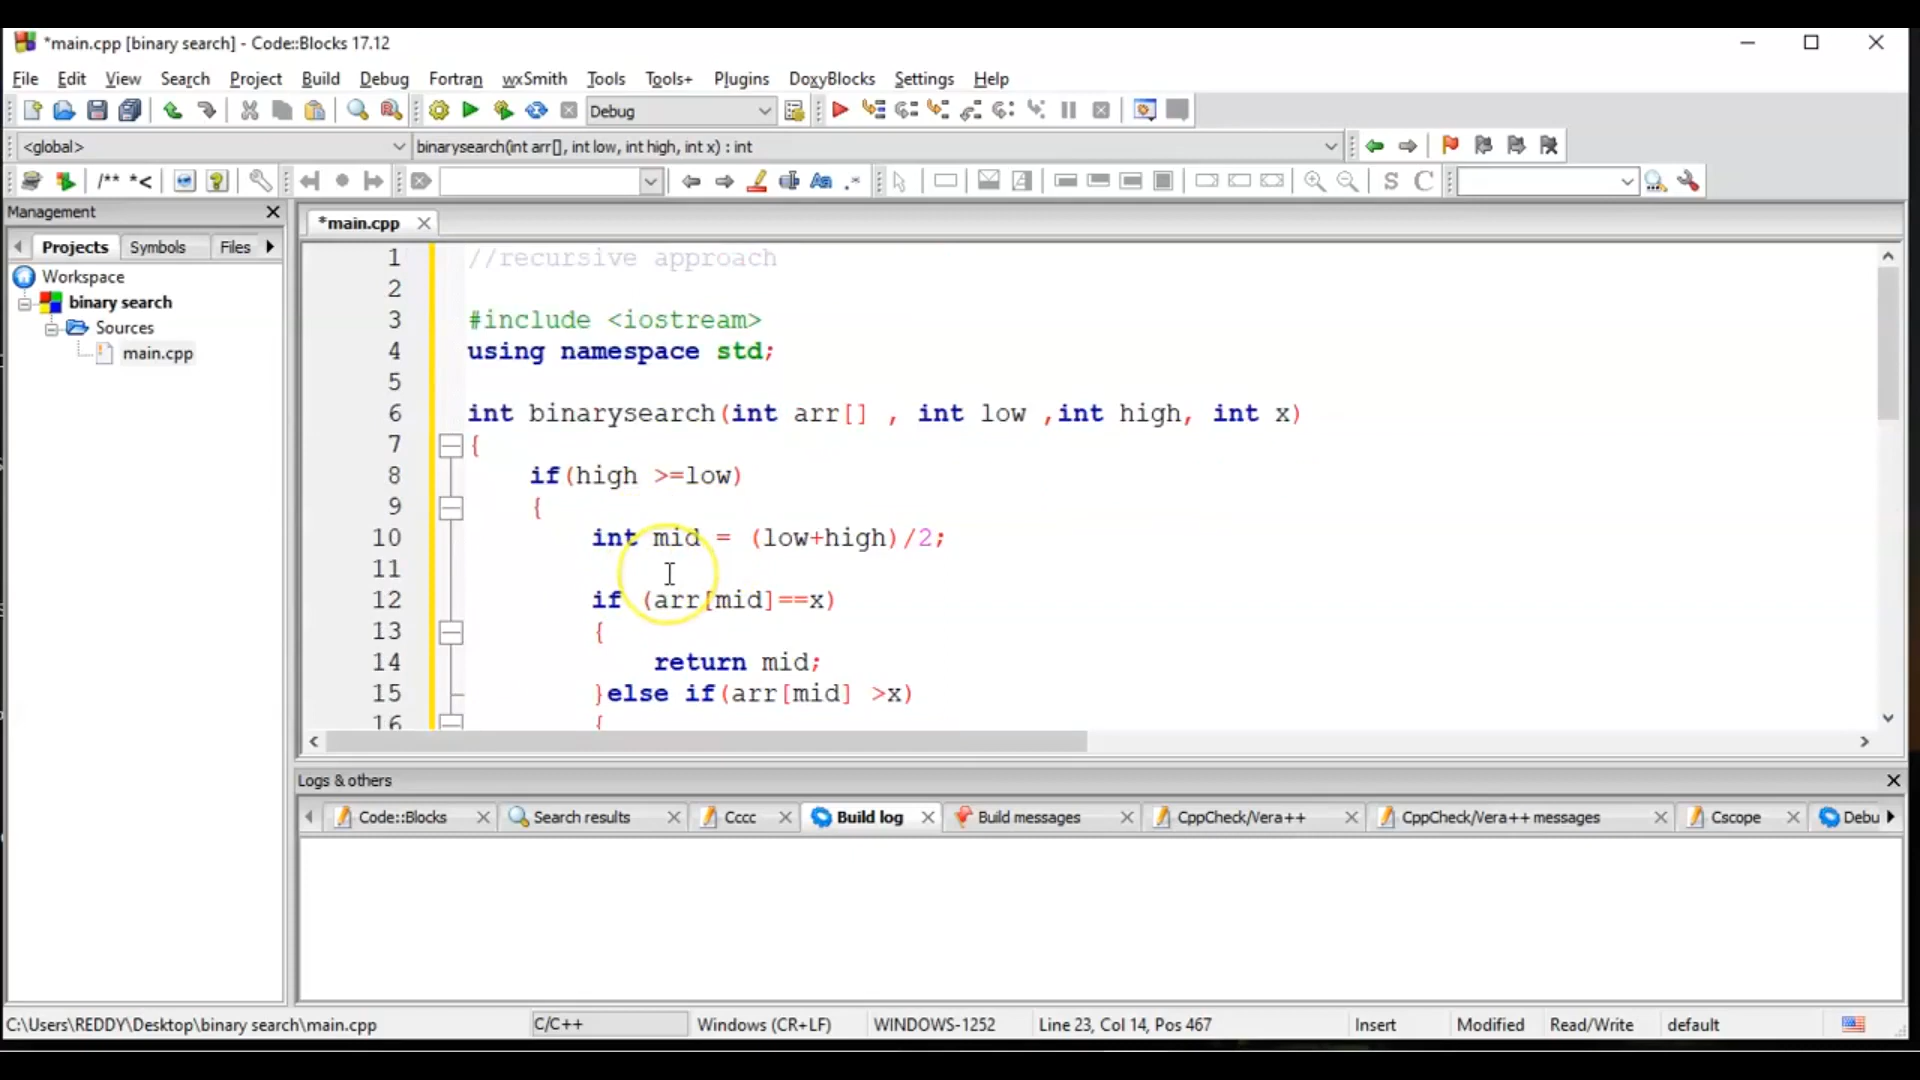 *main.cpp [binary search] - Code::Blocks 17.12
File Edit View Search Project Build Debug Fortran wxSmith Tools Tools+ Plugins DoxyBlocks Settings Help
Debug
<global> binarysearch(int arr[], int low, int high, int x) : int
/** *< Aa .* S C
Management
Projects Symbols Files
Workspace
binary search
Sources
main.cpp
*main.cpp
1 //recursive approach
2
3 #include <iostream>
4 using namespace std;
5
6 int binarysearch(int arr[] , int low ,int high, int x)
7 {
8 if(high >=low)
9 {
10 int mid = (low+high)/2;
11
12 if (arr[mid]==x)
13 {
14 return mid;
15 }else if(arr[mid] >x)
16 {
Logs & others
Code::Blocks Search results Cccc Build log Build messages CppCheck/Vera++ CppCheck/Vera++ messages Cscope Debu
C:\Users\REDDY\Desktop\binary search\main.cpp C/C++ Windows (CR+LF) WINDOWS-1252 Line 23, Col 14, Pos 467 Insert Modified Read/Write default